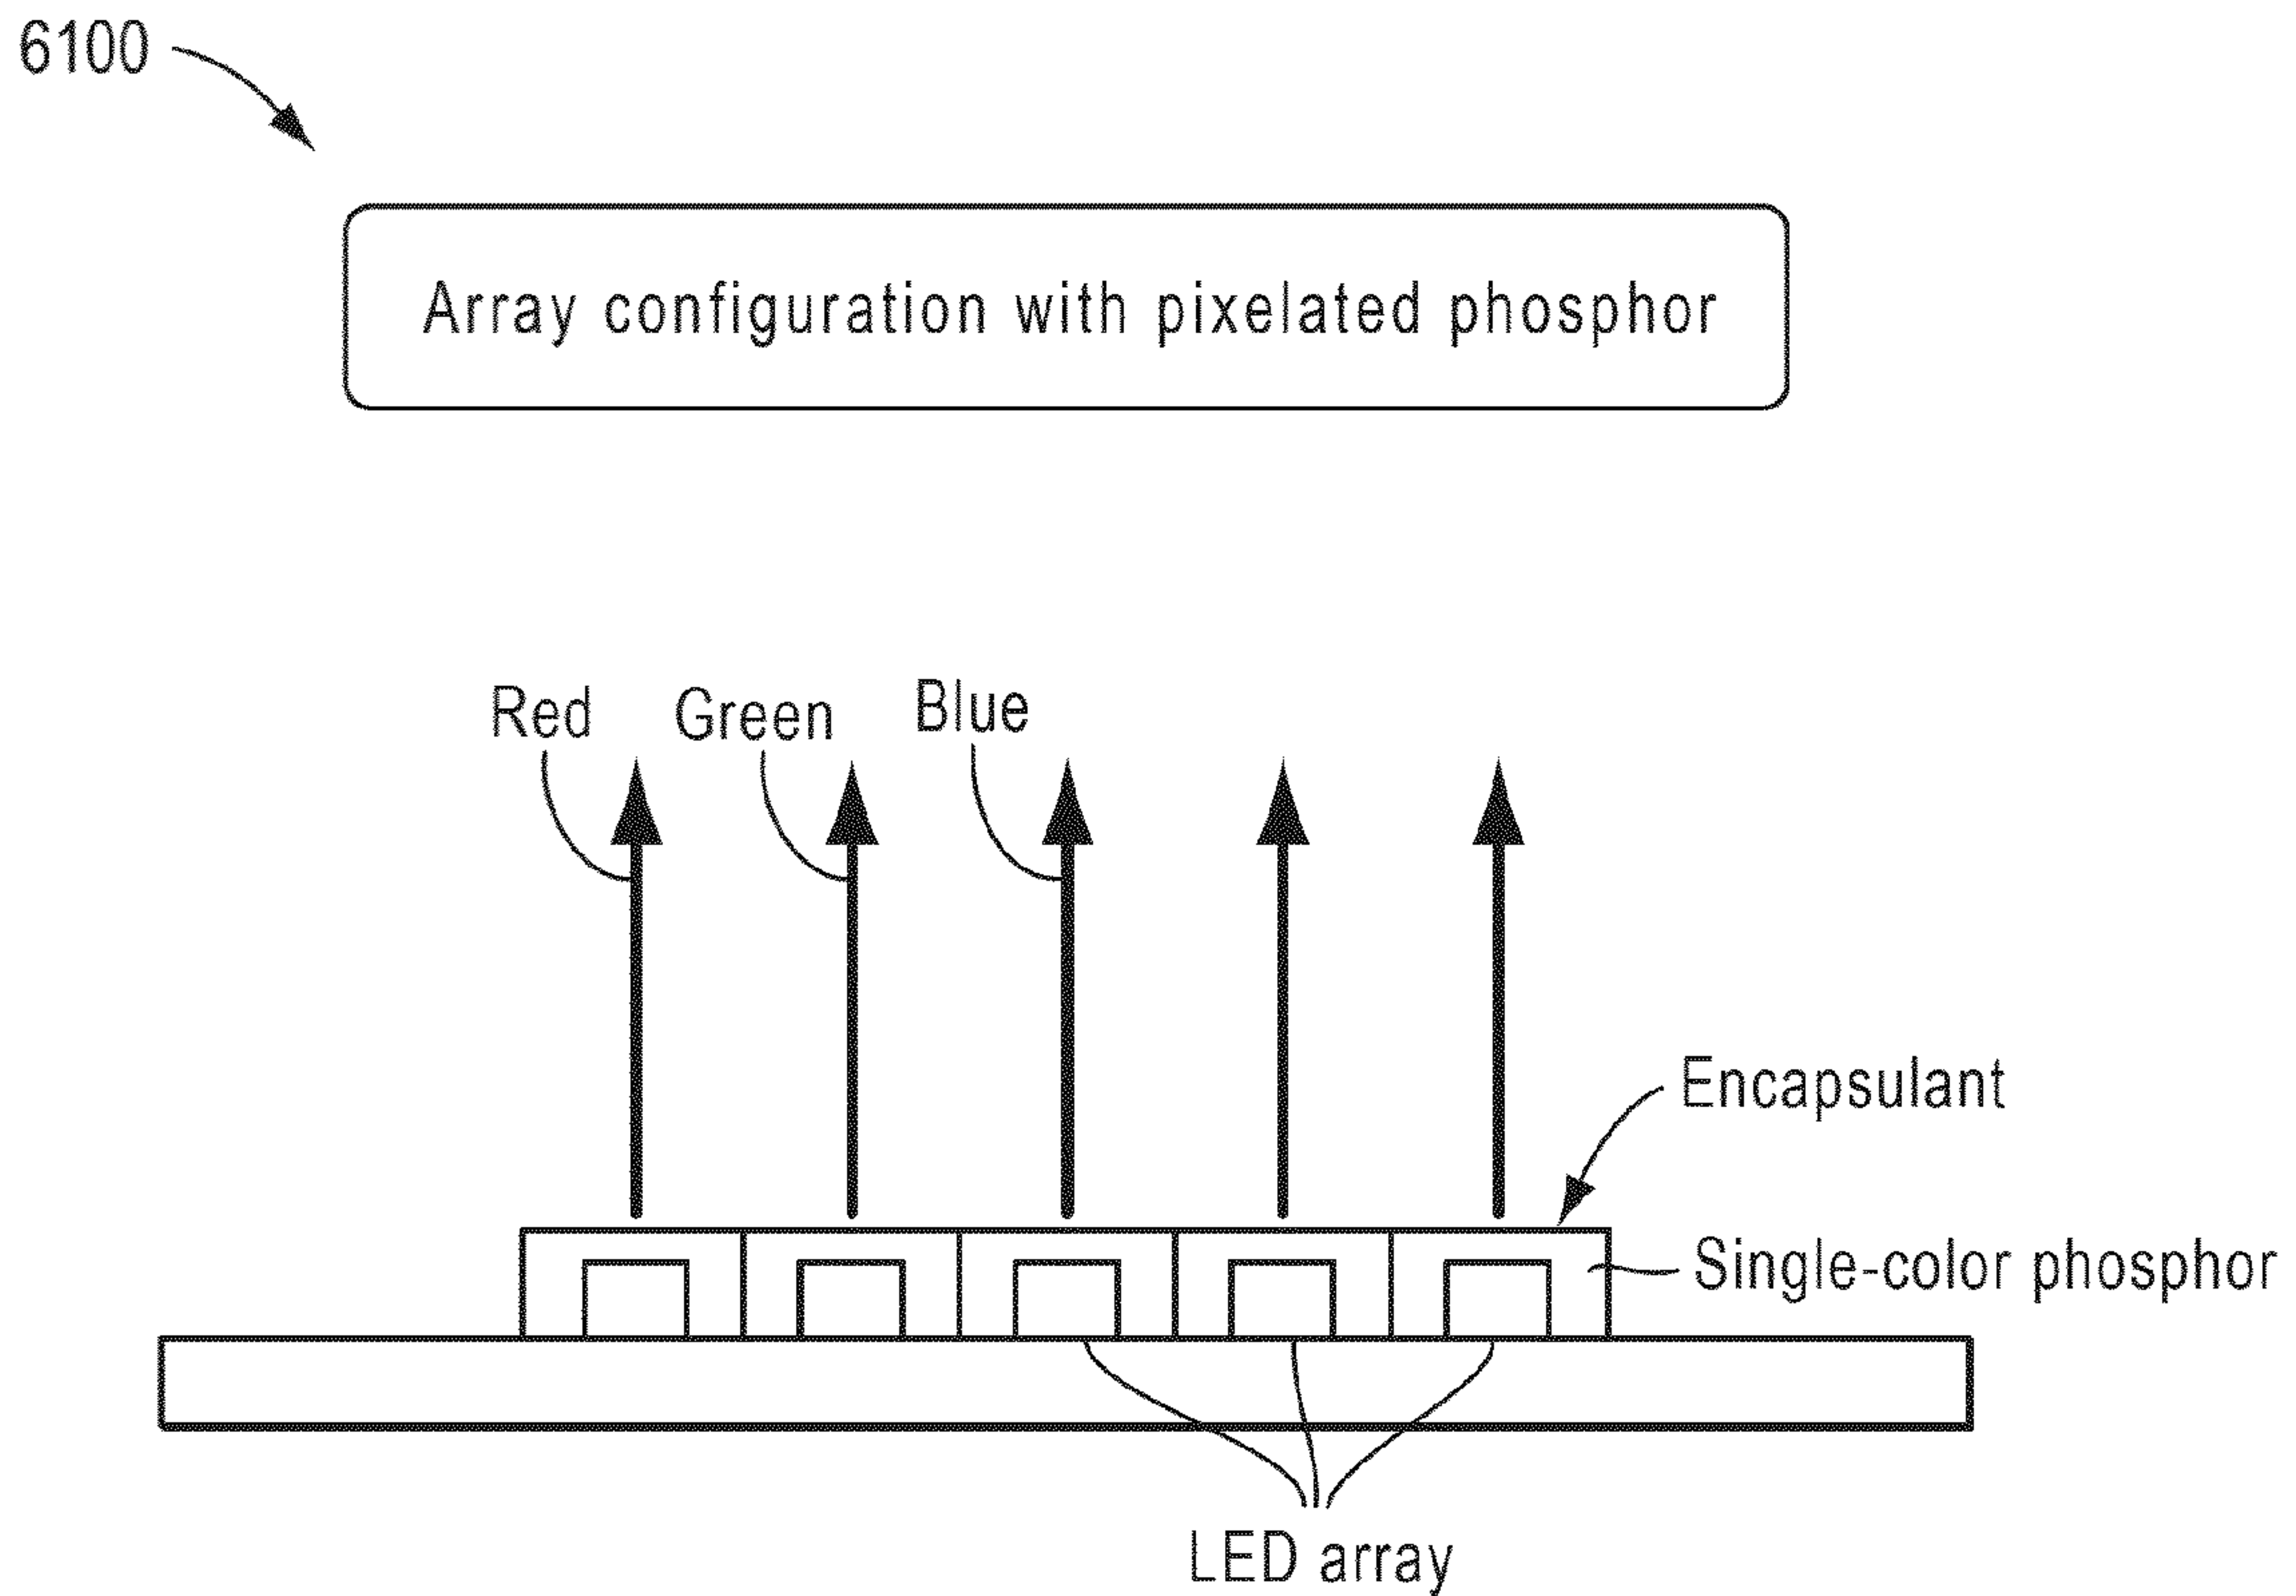 6100
Array configuration with pixelated phosphor
Red
Green
Blue
Encapsulant
Single-color phosphor
LED array